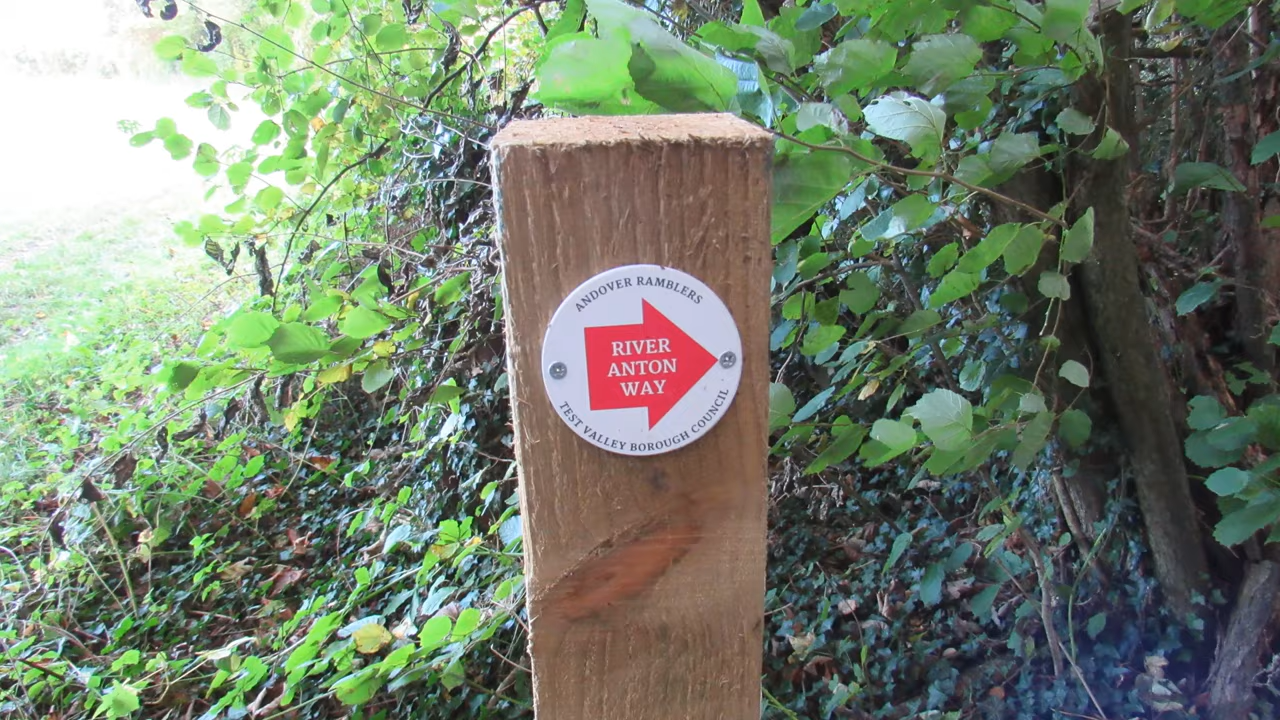 ANDOVER RAMBLERS
RIVER
ANTON
WAY
TEST VALLEY BOROUGH COUNCIL